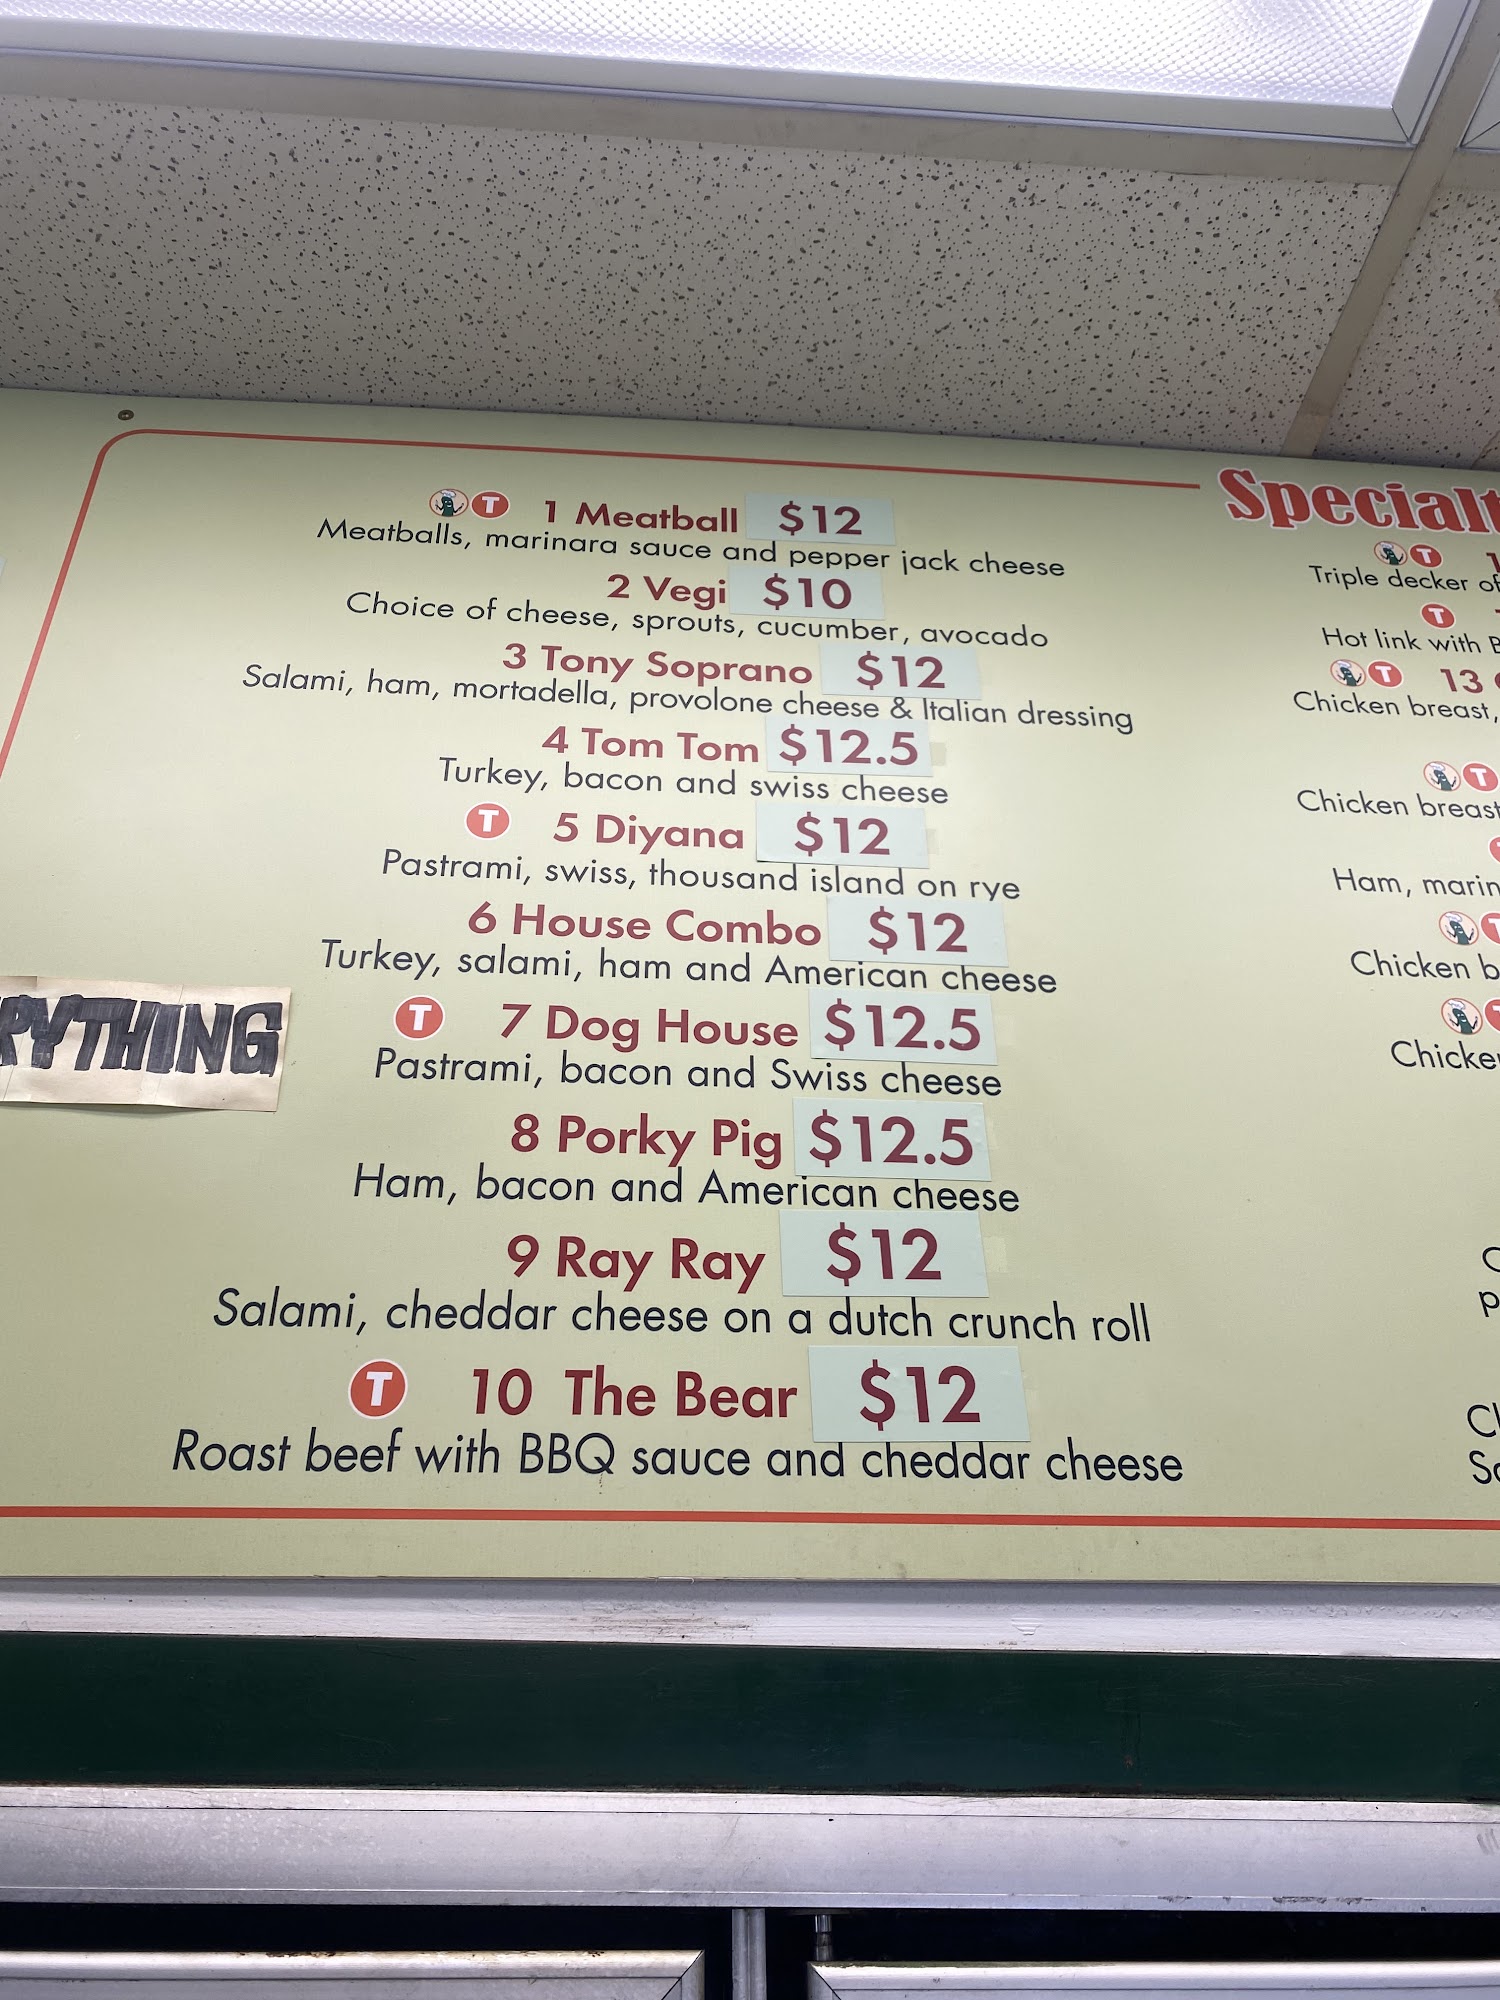 T 1 Meatball $12
Meatballs, marinara sauce and pepper jack cheese
2 Vegi $10
Choice of cheese, sprouts, cucumber, avocado
3 Tony Soprano $12
Salami, ham, mortadella, provolone cheese & Italian dressing
4 Tom Tom $12.5
Turkey, bacon and swiss cheese
T 5 Diyana $12
Pastrami, swiss, thousand island on rye
6 House Combo $12
Turkey, salami, ham and American cheese
T 7 Dog House $12.5
Pastrami, bacon and Swiss cheese
8 Porky Pig $12.5
Ham, bacon and American cheese
9 Ray Ray $12
Salami, cheddar cheese on a dutch crunch roll
T 10 The Bear $12
Roast beef with BBQ sauce and cheddar cheese
RYTHING
Specialt
T 1
Triple decker of
T
Hot link with
T 13
Chicken breast,
T
Chicken breast
Ham, marin
T
Chicken b
T
Chicke